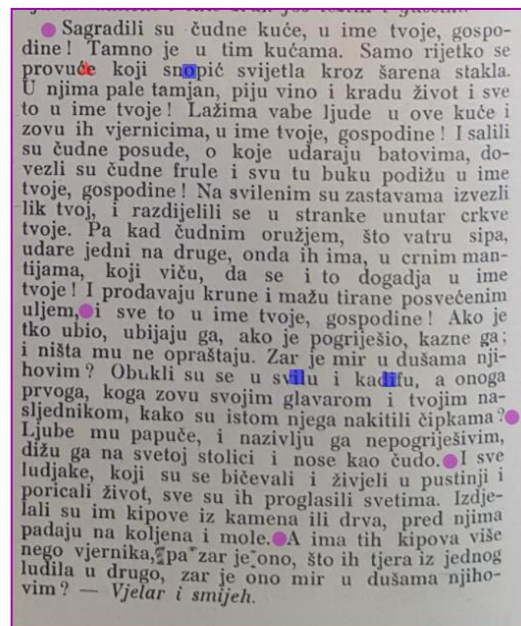 Sagradili su čudne kuće, u ime tvoje, gospo-
dine! Tamno je u tim kućama. Samo rijetko se
provuče koji snopić svijetla kroz šarena stakla.
U njima pale tamjan, piju vino i kradu život i sve
to u ime tvoje! Lažima vabe ljude u ove kuće i
zovu ih vjernicima, u ime tvoje, gospodine! I salili
su čudne posude, o koje udaraju batovima, do-
vezli su čudne frule i svu tu buku podižu u ime
tvoje, gospodine! Na svilenim su zastavama izvezli
lik tvoj, i razdijelili se u stranke unutar crkve
tvoje. Pa kad čudnim oružjem, što vatru sipa,
udare jedni na druge, onda ih ima, u crnim man-
tijama, koji viču, da se i to dogadja u ime
tvoje! I prodavaju krune i mažu tirane posvećenim
uljem, i sve to u ime tvoje, gospodine! Ako je
tko ubio, ubijaju ga, ako je pogriješio, kazne ga;
i ništa mu ne opraštaju. Zar je mir u dušama nji-
hovim? Obukli su se u svilu i kadifu, a onoga
prvoga, koga zovu svojim glavarom i tvojim na-
sljednikom, kako su istom njega nakitili čipkama?
Ljube mu papuče, i nazivlju ga nepogriješivim,
dižu ga na svetoj stolici i nose kao čudo. I sve
ludjake, koji su se bičevali i živjeli u pustinji i
poricali život, sve su ih proglasili svetima. Izdje-
lali su im kipove iz kamena ili drva, pred njima
padaju na koljena i mole. A ima tih kipova više
nego vjernika, pa zar je ono, što ih tjera iz jednog
ludila u drugo, zar je ono mir u dušama njiho-
vim? — Vjelar i smijeh.